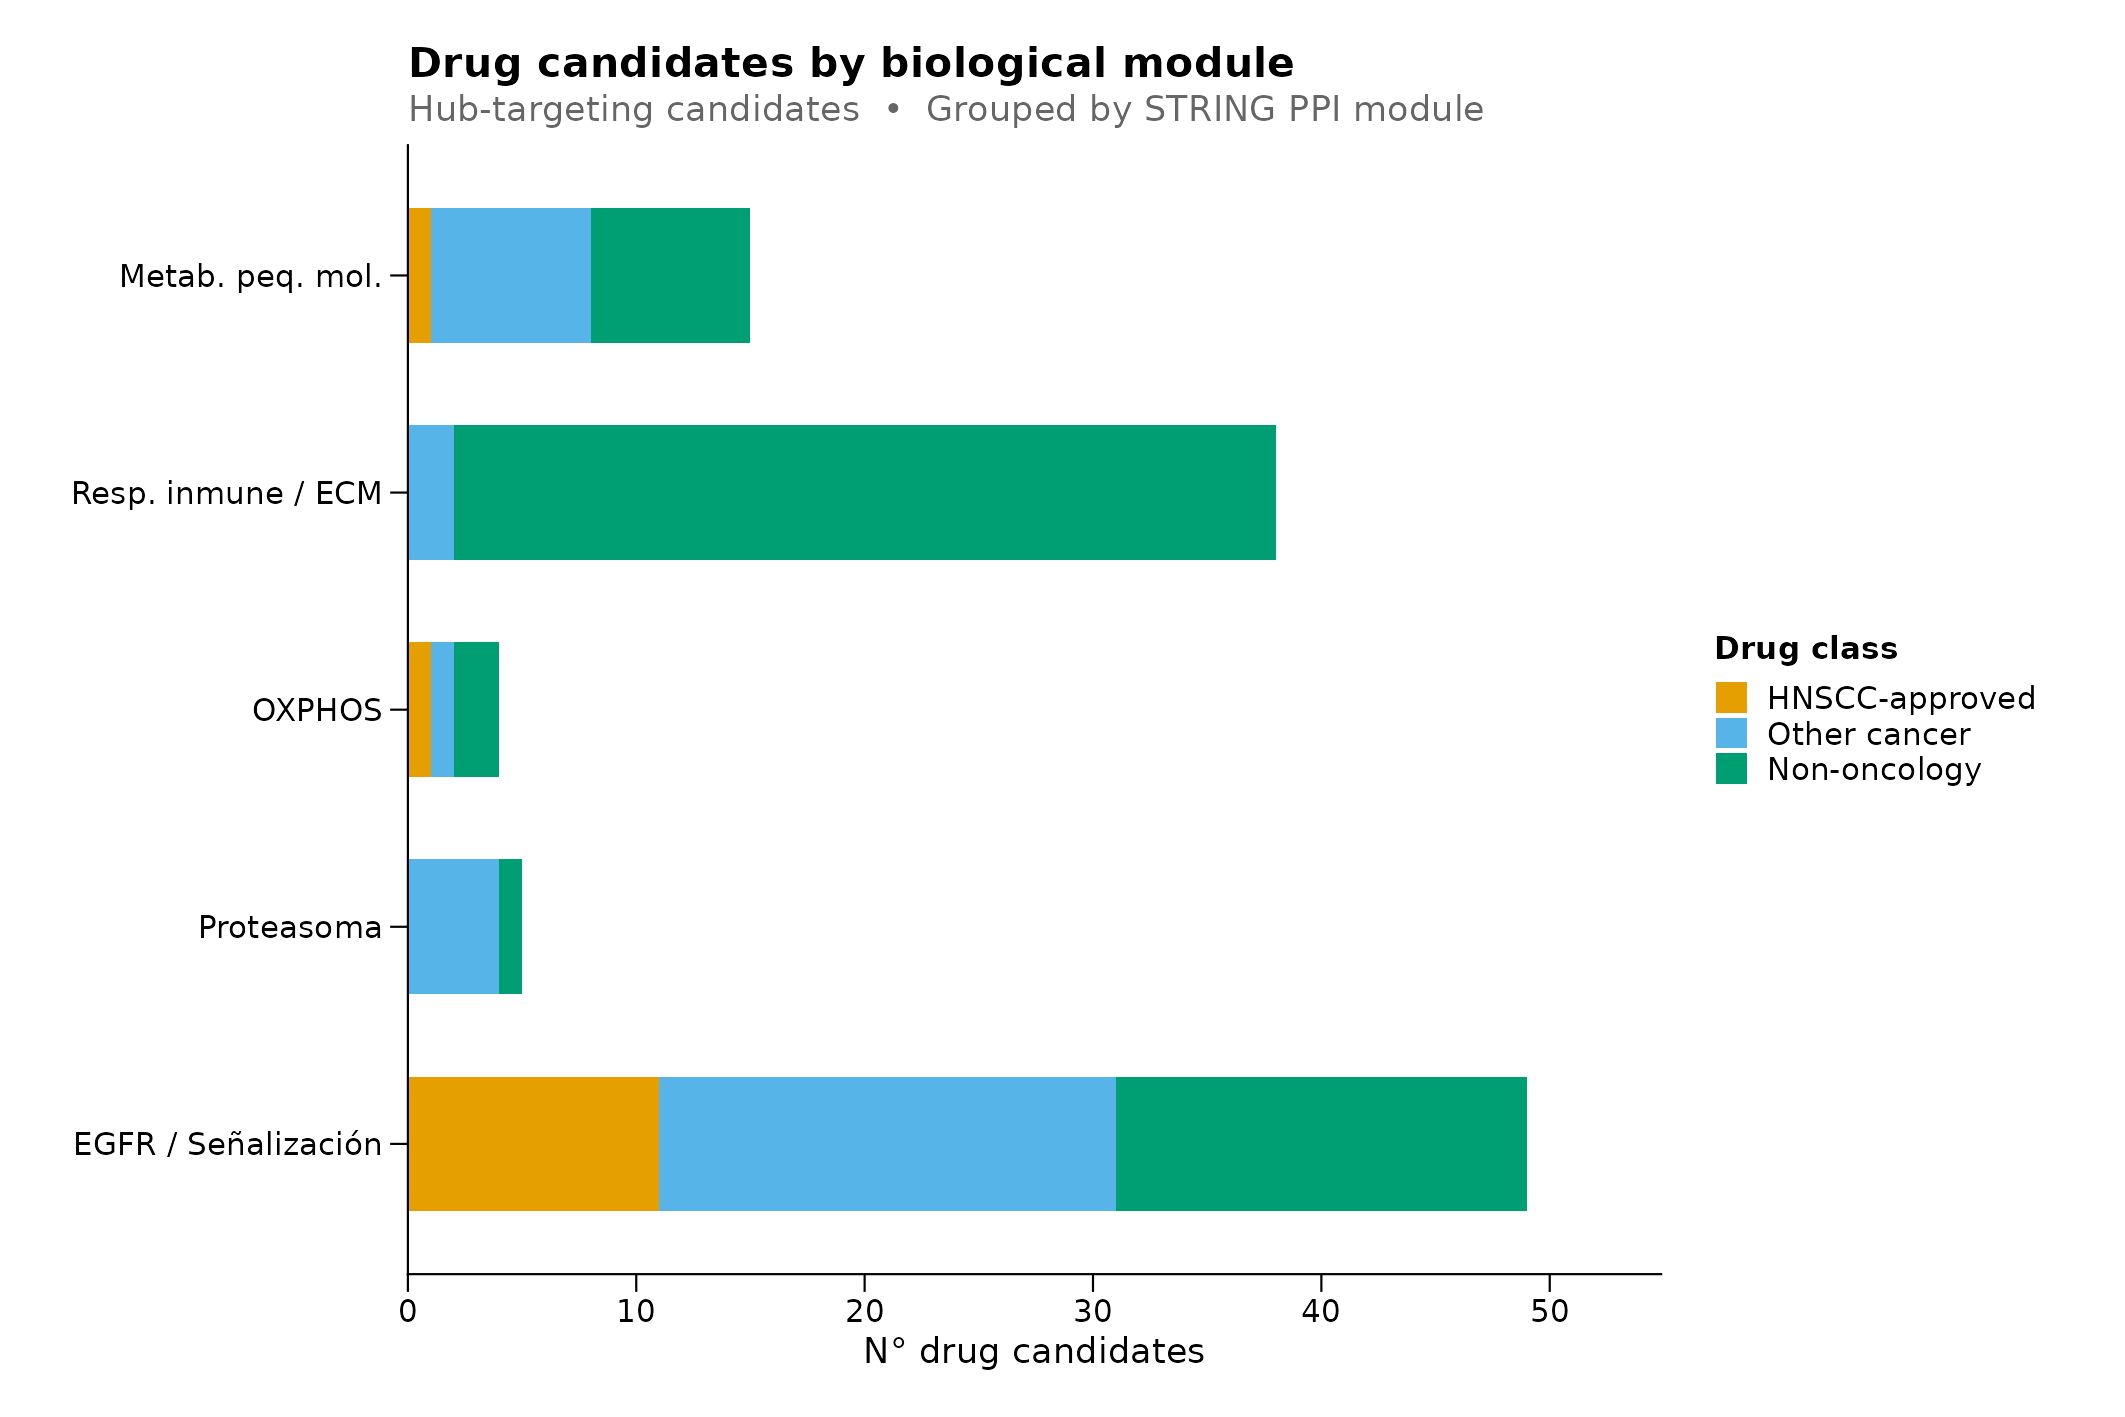 Drug candidates by biological module
Hub-targeting candidates • Grouped by STRING PPI module
Metab. peq. mol.
Resp. inmune / ECM
OXPHOS
Proteasoma
EGFR / Señalización
0 10 20 30 40 50
N° drug candidates
Drug class
HNSCC-approved
Other cancer
Non-oncology